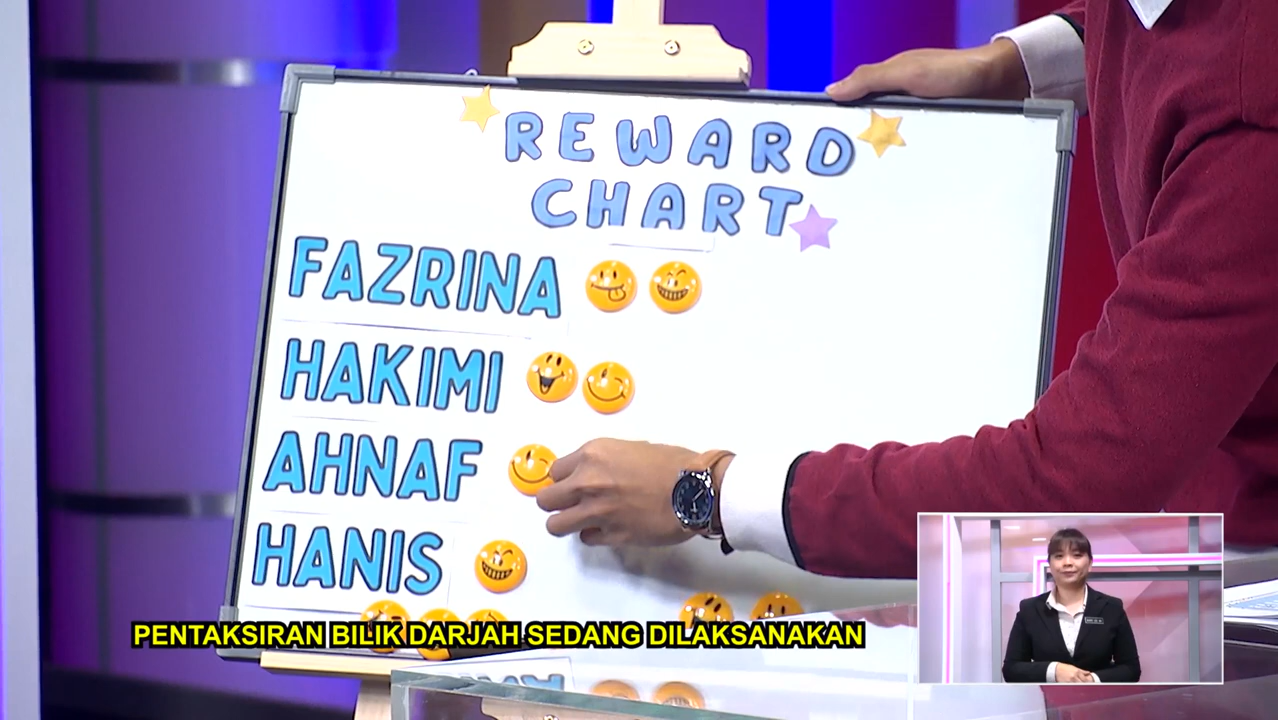 REWARD
CHART
FAZRINA
HAKIMI
AHNAF
HANIS
PENTAKSIRAN BILIK DARJAH SEDANG DILAKSANAKAN